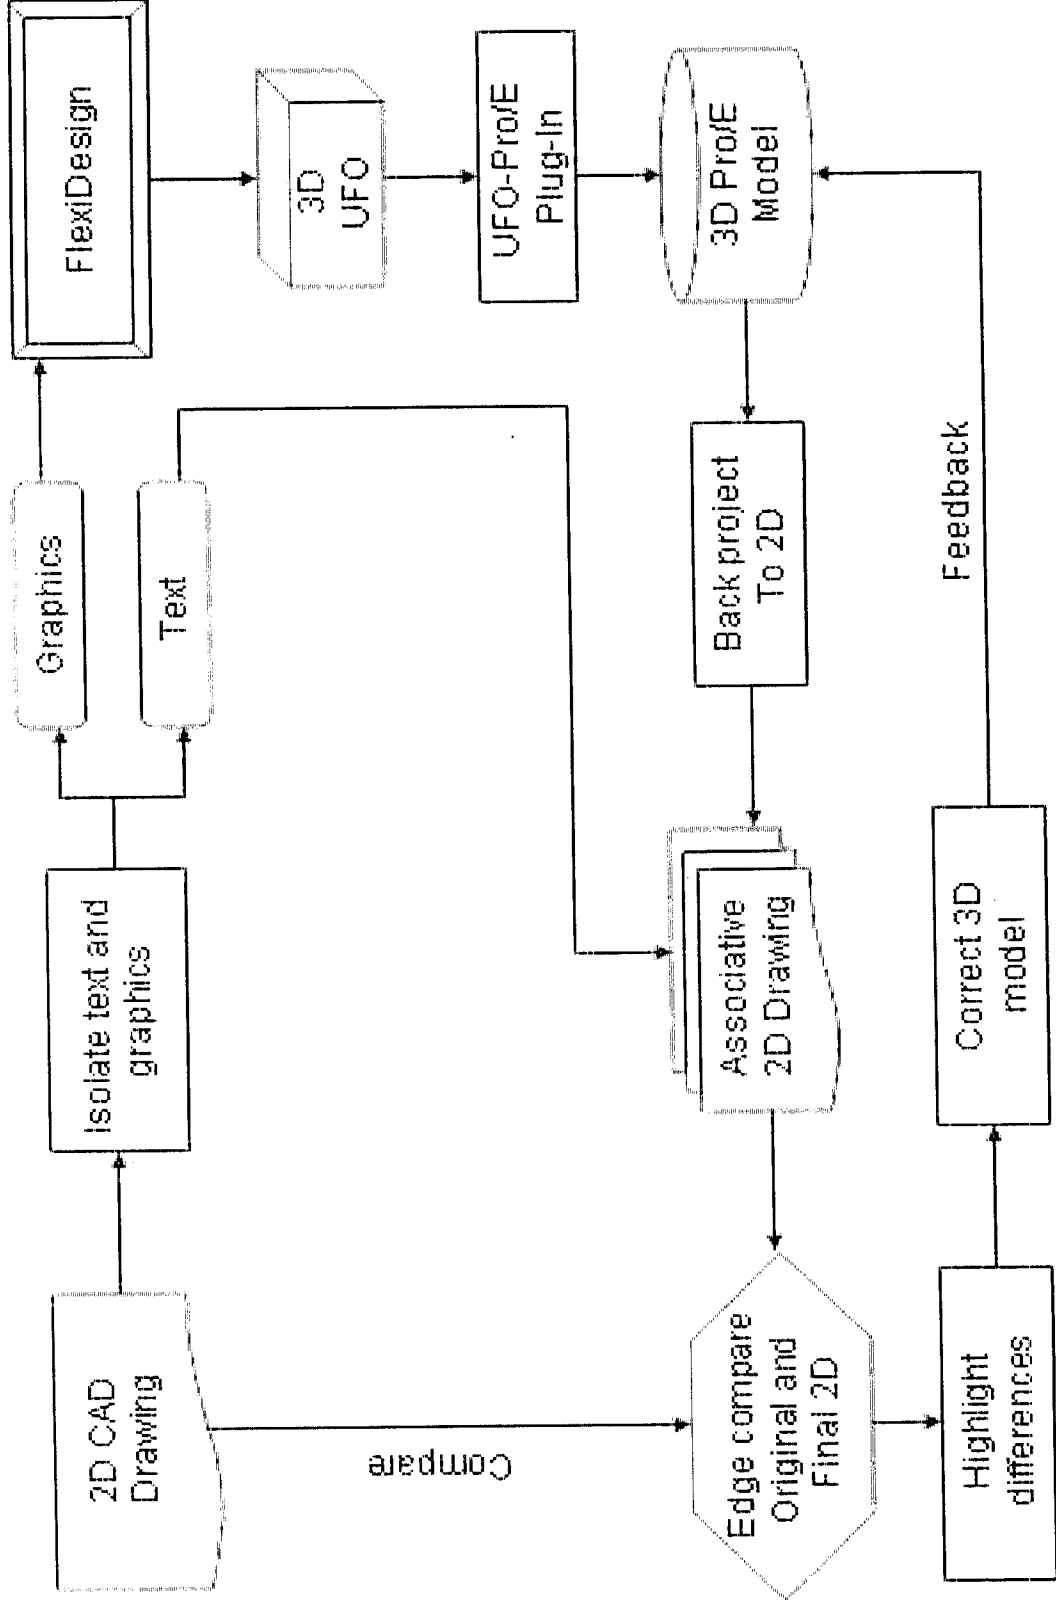 2D CAD
Drawing
Isolate text and
graphics
Graphics
Text
FlexiDesign
3D
UFO
UFO-Pro/E
Plug-In
3D Pro/E
Model
Back project
To 2D
Associative
2D Drawing
Compare
Edge compare
Original and
Final 2D
Highlight
differences
Correct 3D
model
Feedback